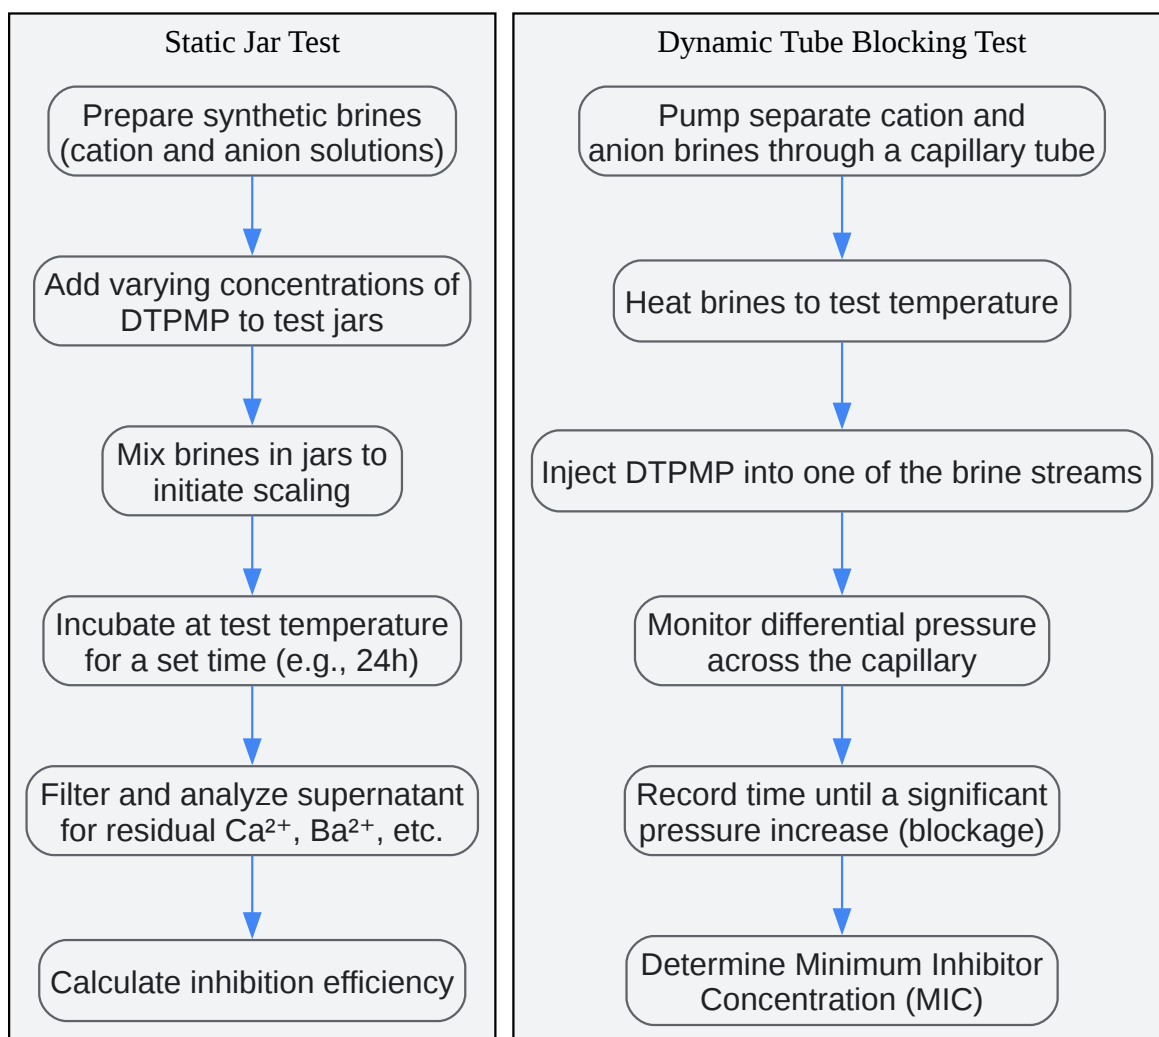 Static Jar Test
Prepare synthetic brines
(cation and anion solutions)
Add varying concentrations of
DTPMP to test jars
Mix brines in jars to
initiate scaling
Incubate at test temperature
for a set time (e.g., 24h)
Filter and analyze supernatant
for residual Ca²⁺, Ba²⁺, etc.
Calculate inhibition efficiency
Dynamic Tube Blocking Test
Pump separate cation and
anion brines through a capillary tube
Heat brines to test temperature
Inject DTPMP into one of the brine streams
Monitor differential pressure
across the capillary
Record time until a significant
pressure increase (blockage)
Determine Minimum Inhibitor
Concentration (MIC)